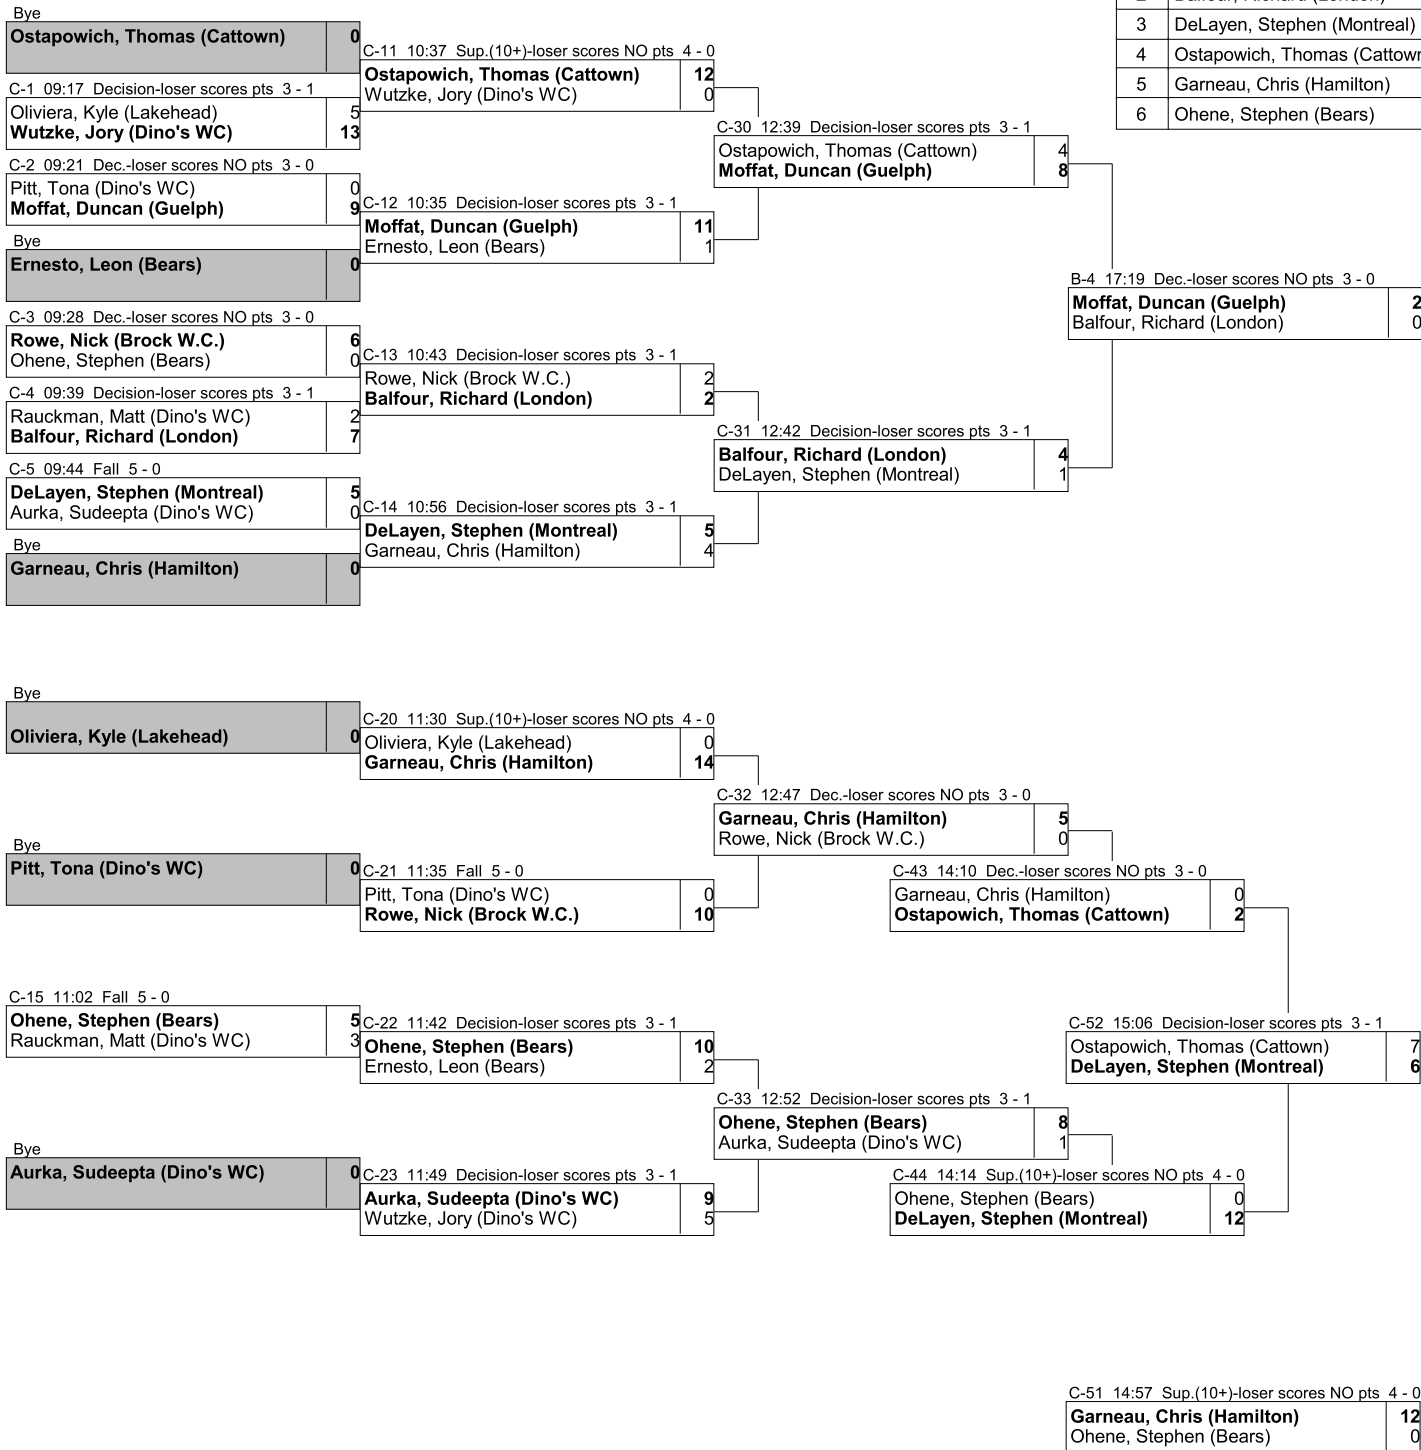 2 Balfour, Richard (London)
3 DeLayen, Stephen (Montreal)
4 Ostapowich, Thomas (Cattown
5 Garneau, Chris (Hamilton)
6 Ohene, Stephen (Bears)
Bye
Ostapowich, Thomas (Cattown) 0
C-1 09:17 Decision-loser scores pts 3 - 1
Oliviera, Kyle (Lakehead) 5
Wutzke, Jory (Dino's WC) 13
C-2 09:21 Dec.-loser scores NO pts 3 - 0
Pitt, Tona (Dino's WC) 0
Moffat, Duncan (Guelph) 9
Bye
Ernesto, Leon (Bears) 0
C-3 09:28 Dec.-loser scores NO pts 3 - 0
Rowe, Nick (Brock W.C.) 6
Ohene, Stephen (Bears) 0
C-4 09:39 Decision-loser scores pts 3 - 1
Rauckman, Matt (Dino's WC) 2
Balfour, Richard (London) 7
C-5 09:44 Fall 5 - 0
DeLayen, Stephen (Montreal) 5
Aurka, Sudeepta (Dino's WC) 0
Bye
Garneau, Chris (Hamilton) 0
C-11 10:37 Sup.(10+)-loser scores NO pts 4 - 0
Ostapowich, Thomas (Cattown) 12
Wutzke, Jory (Dino's WC) 0
C-12 10:35 Decision-loser scores pts 3 - 1
Moffat, Duncan (Guelph) 11
Ernesto, Leon (Bears) 1
C-13 10:43 Decision-loser scores pts 3 - 1
Rowe, Nick (Brock W.C.) 2
Balfour, Richard (London) 2
C-14 10:56 Decision-loser scores pts 3 - 1
DeLayen, Stephen (Montreal) 5
Garneau, Chris (Hamilton) 4
C-30 12:39 Decision-loser scores pts 3 - 1
Ostapowich, Thomas (Cattown) 4
Moffat, Duncan (Guelph) 8
C-31 12:42 Decision-loser scores pts 3 - 1
Balfour, Richard (London) 4
DeLayen, Stephen (Montreal) 1
B-4 17:19 Dec.-loser scores NO pts 3 - 0
Moffat, Duncan (Guelph) 2
Balfour, Richard (London) 0
Bye
Oliviera, Kyle (Lakehead) 0
Bye
Pitt, Tona (Dino's WC) 0
C-15 11:02 Fall 5 - 0
Ohene, Stephen (Bears) 5
Rauckman, Matt (Dino's WC) 3
Bye
Aurka, Sudeepta (Dino's WC) 0
C-20 11:30 Sup.(10+)-loser scores NO pts 4 - 0
Oliviera, Kyle (Lakehead) 0
Garneau, Chris (Hamilton) 14
C-21 11:35 Fall 5 - 0
Pitt, Tona (Dino's WC) 0
Rowe, Nick (Brock W.C.) 10
C-22 11:42 Decision-loser scores pts 3 - 1
Ohene, Stephen (Bears) 10
Ernesto, Leon (Bears) 2
C-23 11:49 Decision-loser scores pts 3 - 1
Aurka, Sudeepta (Dino's WC) 9
Wutzke, Jory (Dino's WC) 5
C-32 12:47 Dec.-loser scores NO pts 3 - 0
Garneau, Chris (Hamilton) 5
Rowe, Nick (Brock W.C.) 0
C-33 12:52 Decision-loser scores pts 3 - 1
Ohene, Stephen (Bears) 8
Aurka, Sudeepta (Dino's WC) 1
C-43 14:10 Dec.-loser scores NO pts 3 - 0
Garneau, Chris (Hamilton) 0
Ostapowich, Thomas (Cattown) 2
C-44 14:14 Sup.(10+)-loser scores NO pts 4 - 0
Ohene, Stephen (Bears) 0
DeLayen, Stephen (Montreal) 12
C-52 15:06 Decision-loser scores pts 3 - 1
Ostapowich, Thomas (Cattown) 7
DeLayen, Stephen (Montreal) 6
C-51 14:57 Sup.(10+)-loser scores NO pts 4 - 0
Garneau, Chris (Hamilton) 12
Ohene, Stephen (Bears) 0